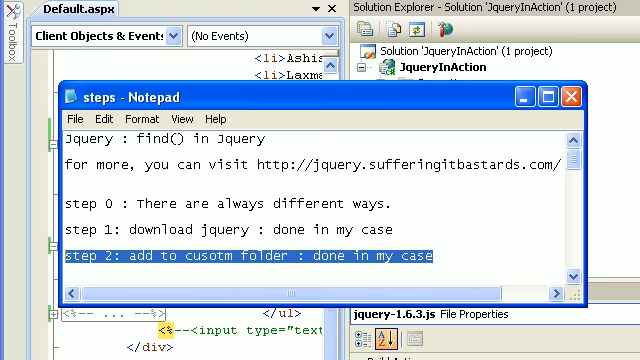 Default.aspx
Solution Explorer - Solution 'JqueryInAction' (1 project)
Toolbox
Client Objects & Events
(No Events)
Solution 'JqueryInAction' (1 project)
JqueryInAction
<li>Ashis
<li>Laxma
steps - Notepad
File Edit Format View Help
Jquery : find() in Jquery
for more, you can visit http://jquery.sufferingitbastards.com/
step 0 : There are always different ways.
step 1: download jquery : done in my case
step 2: add to cusotm folder : done in my case
<%-- ... --%> </ul>
jquery-1.6.3.js File Properties
<%--<input type="text
</div>